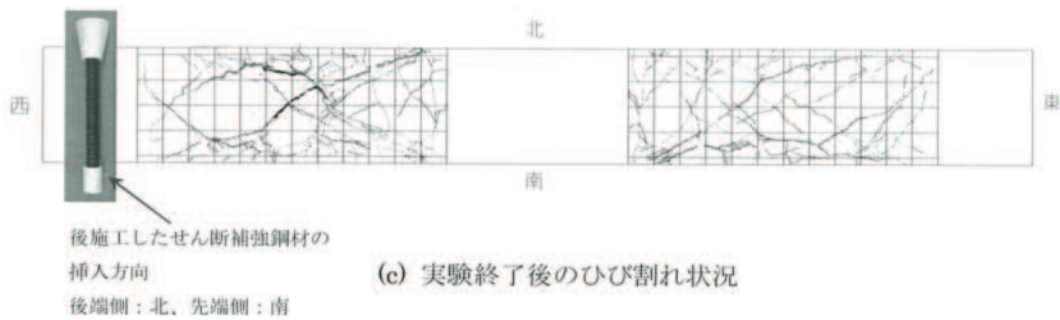 北
西
東
南
後施工したせん断補強鋼材の
挿入方向
後端側：北、先端側：南
(c) 実験終了後のひび割れ状況